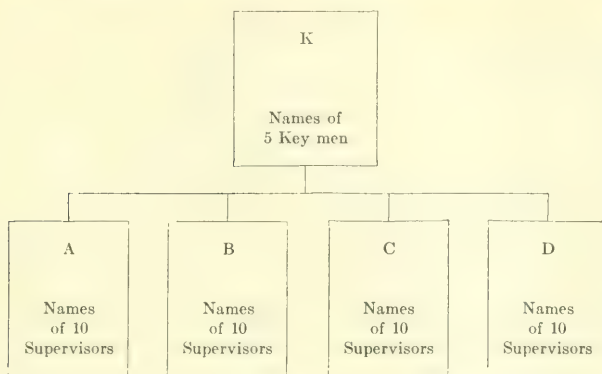 K
Names of
5 Key men
A
B
C
D
Names
of 10
Supervisors
Names
of 10
Supervisors
Names
of 10
Supervisors
Names
of 10
Supervisors